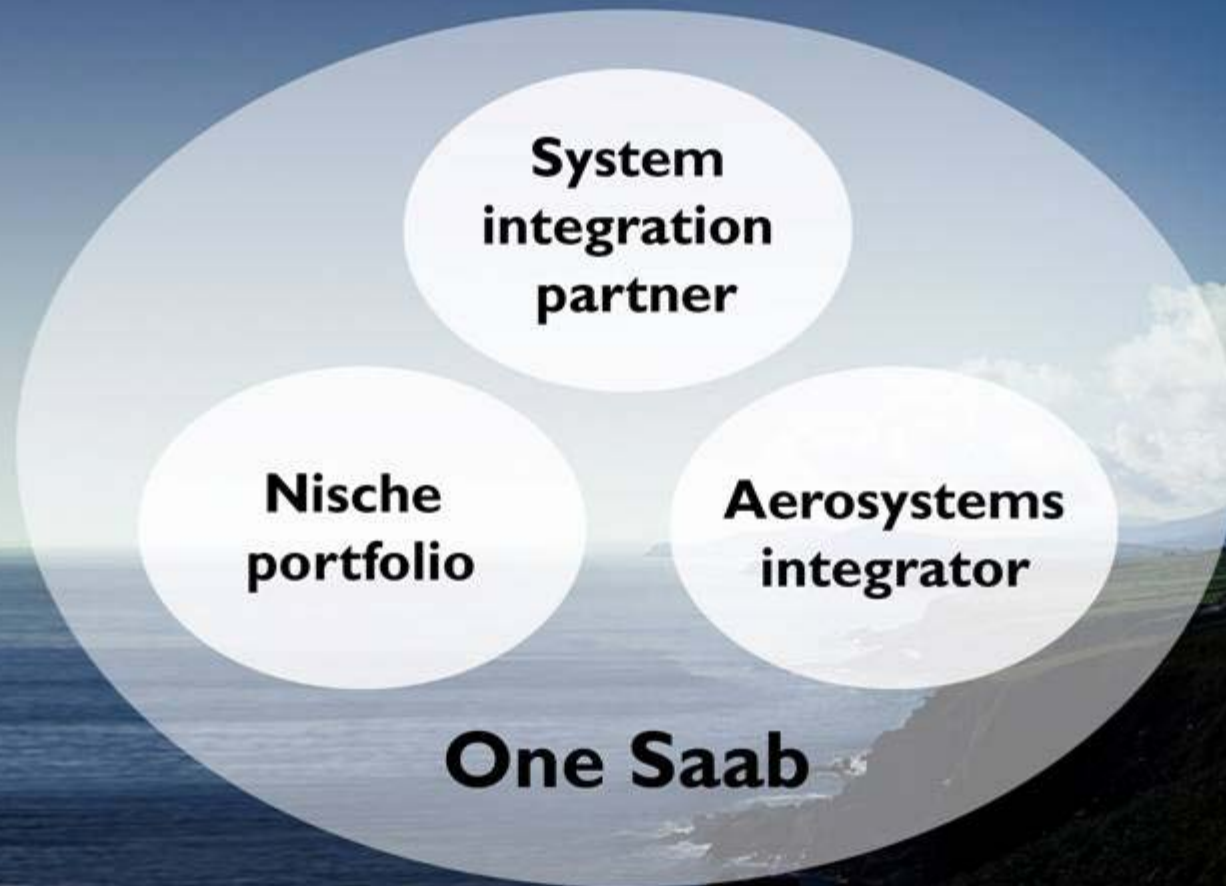 System
integration
partner
Nische
portfolio
Aerosystems
integrator
One Saab